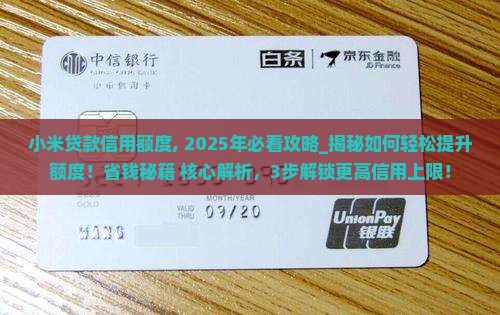 中信银行
白条
京东金融
JD Finance
小米贷款信用额度, 2025年必看攻略_揭秘如何轻松提升
额度！省钱秘籍 核心解析，3步解锁更高信用上限！
VALID
THRU
09/20
WANG
UnionPay
银联